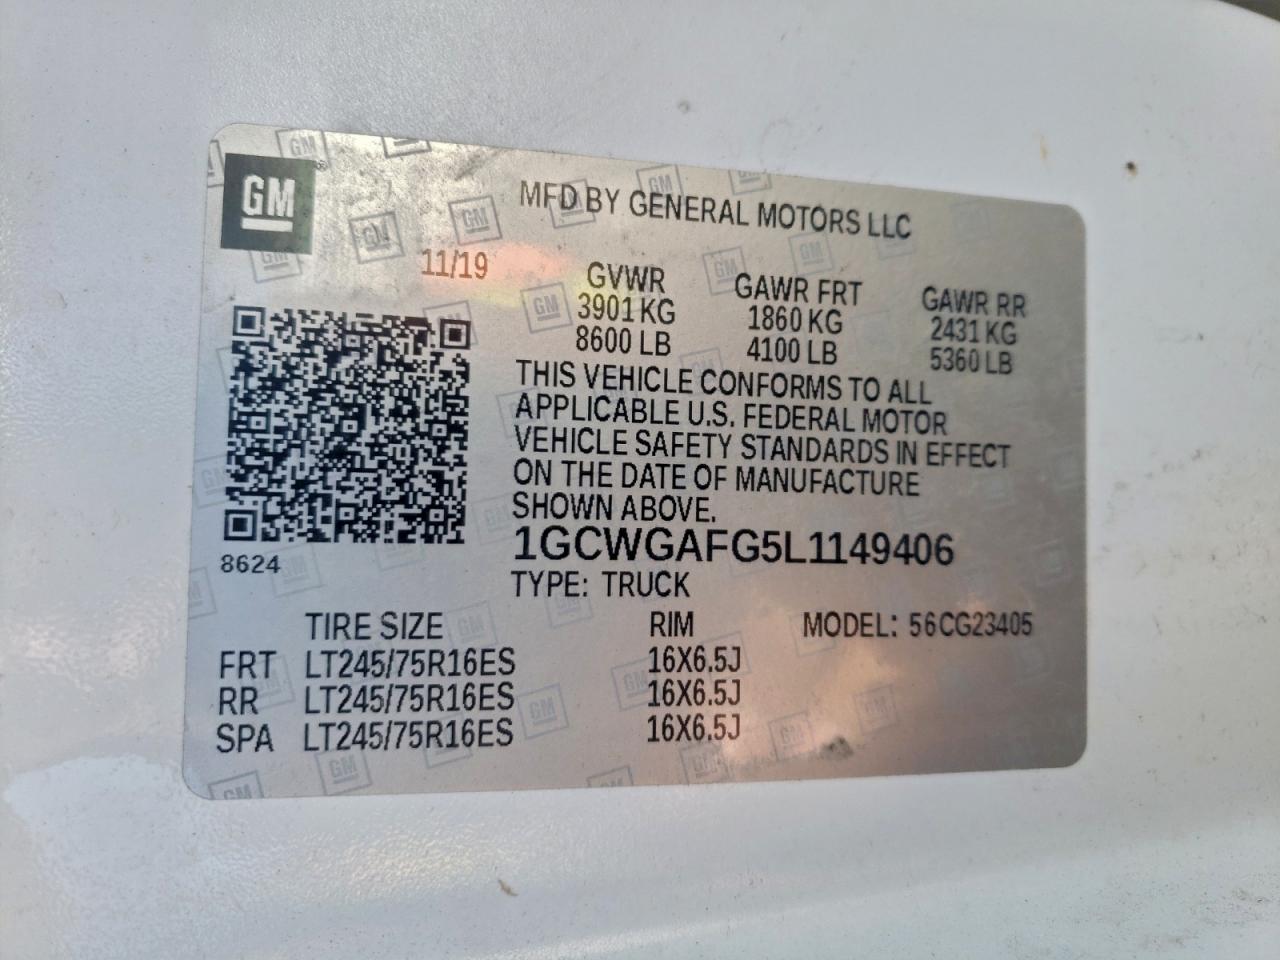 GM
MFD BY GENERAL MOTORS LLC
11/19
GVWR GAWR FRT GAWR RR
3901 KG 1860 KG 2431 KG
8600 LB 4100 LB 5360 LB
THIS VEHICLE CONFORMS TO ALL
APPLICABLE U.S. FEDERAL MOTOR
VEHICLE SAFETY STANDARDS IN EFFECT
ON THE DATE OF MANUFACTURE
SHOWN ABOVE.
8624
1GCWGAFG5L1149406
TYPE: TRUCK
TIRE SIZE RIM MODEL: 56CG23405
FRT LT245/75R16ES 16X6.5J
RR LT245/75R16ES 16X6.5J
SPA LT245/75R16ES 16X6.5J